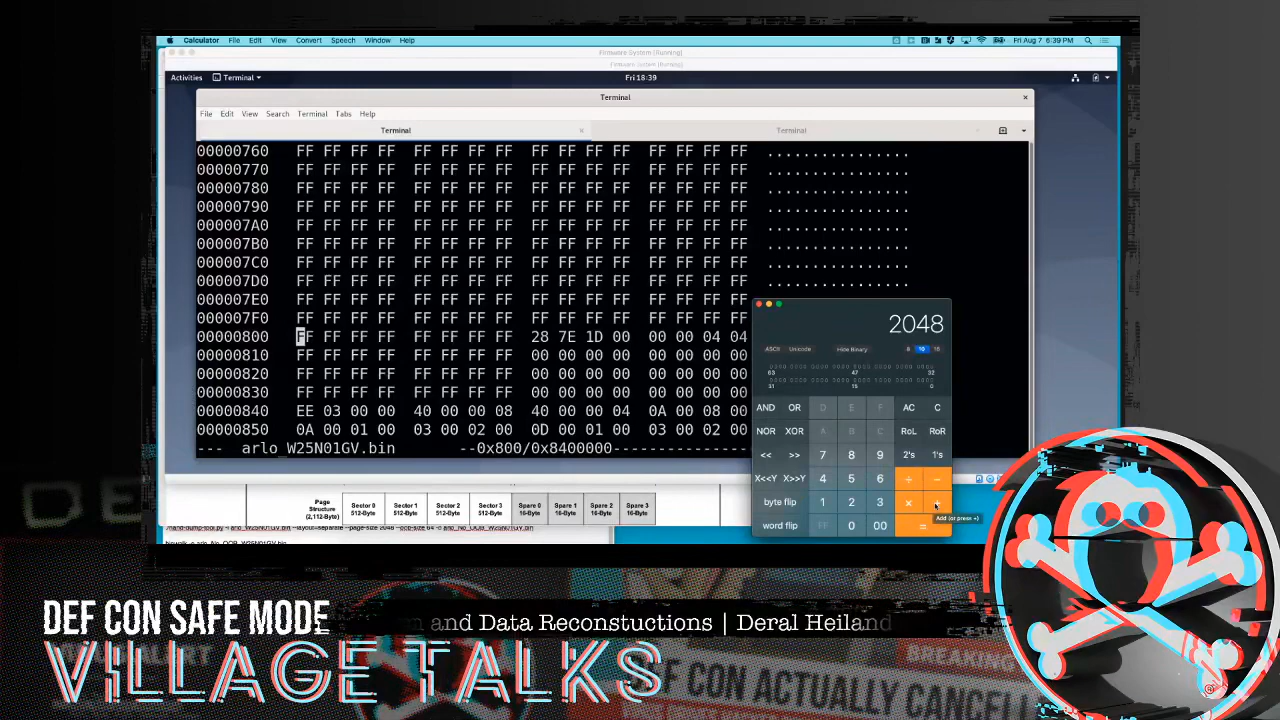 Calculator File Edit View Convert Speech Window Help Fri Aug 7 6:39 PM
Firmware-System [Running]
Activities Terminal Fri 18:39
Terminal
File Edit View Search Terminal Tabs Help
Terminal Terminal
00000760 FF FF FF FF FF FF FF FF FF FF FF FF FF FF FF FF ................
00000770 FF FF FF FF FF FF FF FF FF FF FF FF FF FF FF FF ................
00000780 FF FF FF FF FF FF FF FF FF FF FF FF FF FF FF FF ................
00000790 FF FF FF FF FF FF FF FF FF FF FF FF FF FF FF FF ................
000007A0 FF FF FF FF FF FF FF FF FF FF FF FF FF FF FF FF ................
000007B0 FF FF FF FF FF FF FF FF FF FF FF FF FF FF FF FF ................
000007C0 FF FF FF FF FF FF FF FF FF FF FF FF FF FF FF FF ................
000007D0 FF FF FF FF FF FF FF FF FF FF FF FF FF FF FF FF ................
000007E0 FF FF FF FF FF FF FF FF FF FF FF FF FF FF FF FF
000007F0 FF FF FF FF FF FF FF FF FF FF FF FF FF FF FF FF
00000800 FF FF FF FF FF FF FF FF 28 7E 1D 00 00 00 04 04
00000810 FF FF FF FF FF FF FF FF 00 00 00 00 00 00 00 00
00000820 FF FF FF FF FF FF FF FF 00 00 00 00 00 00 00 00
00000830 FF FF FF FF FF FF FF FF 00 00 00 00 00 00 00 00
00000840 EE 03 00 00 40 00 00 08 40 00 00 04 0A 00 08 00
00000850 0A 00 01 00 03 00 02 00 0D 00 01 00 03 00 02 00
--- arlo_W25N01GV.bin --0x800/0x8400000---------------
2048
ASCII Unicode Hide Binary 8 10 16
63 47 32
31 15 0
AND OR D E F AC C
NOR XOR A C RoL RoR
<< >> 7 8 9 2's 1's
X<<Y X>>Y 4 6 ÷ −
byte flip 1 × +
Add (or press +)
word flip FF 0 00 =
Page Structure (2,112-Byte) Sector 0 512-Byte Sector 1 512-Byte Sector 2 512-Byte Sector 3 512-Byte Spare 0 16-Byte Spare 1 16-Byte Spare 2 16-Byte Spare 3 16-Byte
DEF CON SAFE MODE
and Data Reconstuctions | Deral Heiland
VILLAGE TALKS
BREAKING
DEF CON ACTUALLY CANCELL